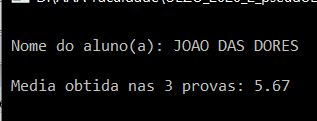 Nome do aluno(a): JOAO DAS DORES
Media obtida nas 3 provas: 5.67